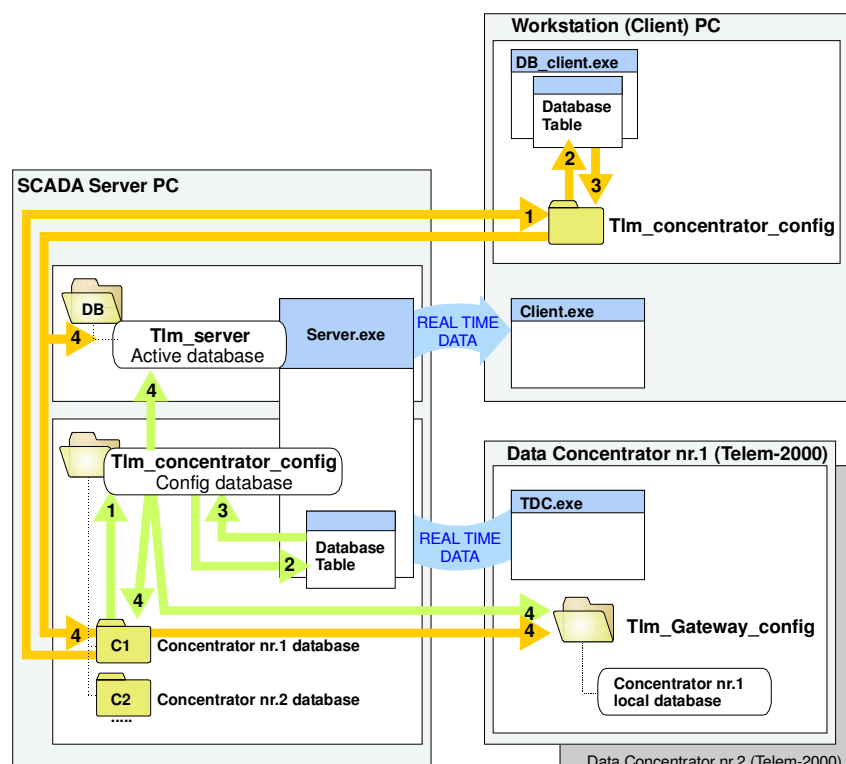 Workstation (Client) PC
DB_client.exe
Database
Table
2
3
1
Tlm_concentrator_config
SCADA Server PC
DB
4
Tlm_server
Active database
Server.exe
REAL TIME
DATA
Client.exe
4
Tlm_concentrator_config
Config database
1
3
2
Database
Table
4
4
C1
Concentrator nr.1 database
C2
Concentrator nr.2 database
.....
Data Concentrator nr.1 (Telem-2000)
TDC.exe
REAL TIME
DATA
4
4
Tlm_Gateway_config
Concentrator nr.1
local database
Data Concentrator nr.2 (Telem-2000)